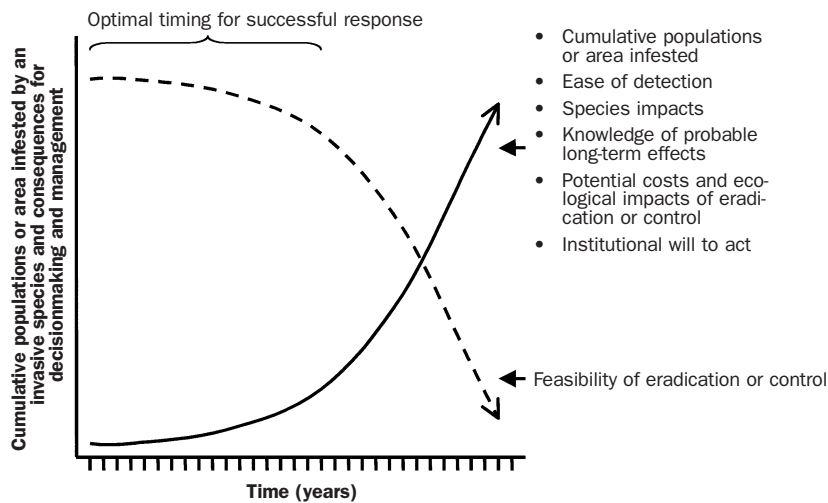 Optimal timing for successful response
Cumulative populations or area infested by an
invasive species and consequences for
decisionmaking and management
• Cumulative populations
or area infested
• Ease of detection
• Species impacts
• Knowledge of probable
long-term effects
• Potential costs and eco-
logical impacts of eradi-
cation or control
• Institutional will to act
Feasibility of eradication or control
Time (years)